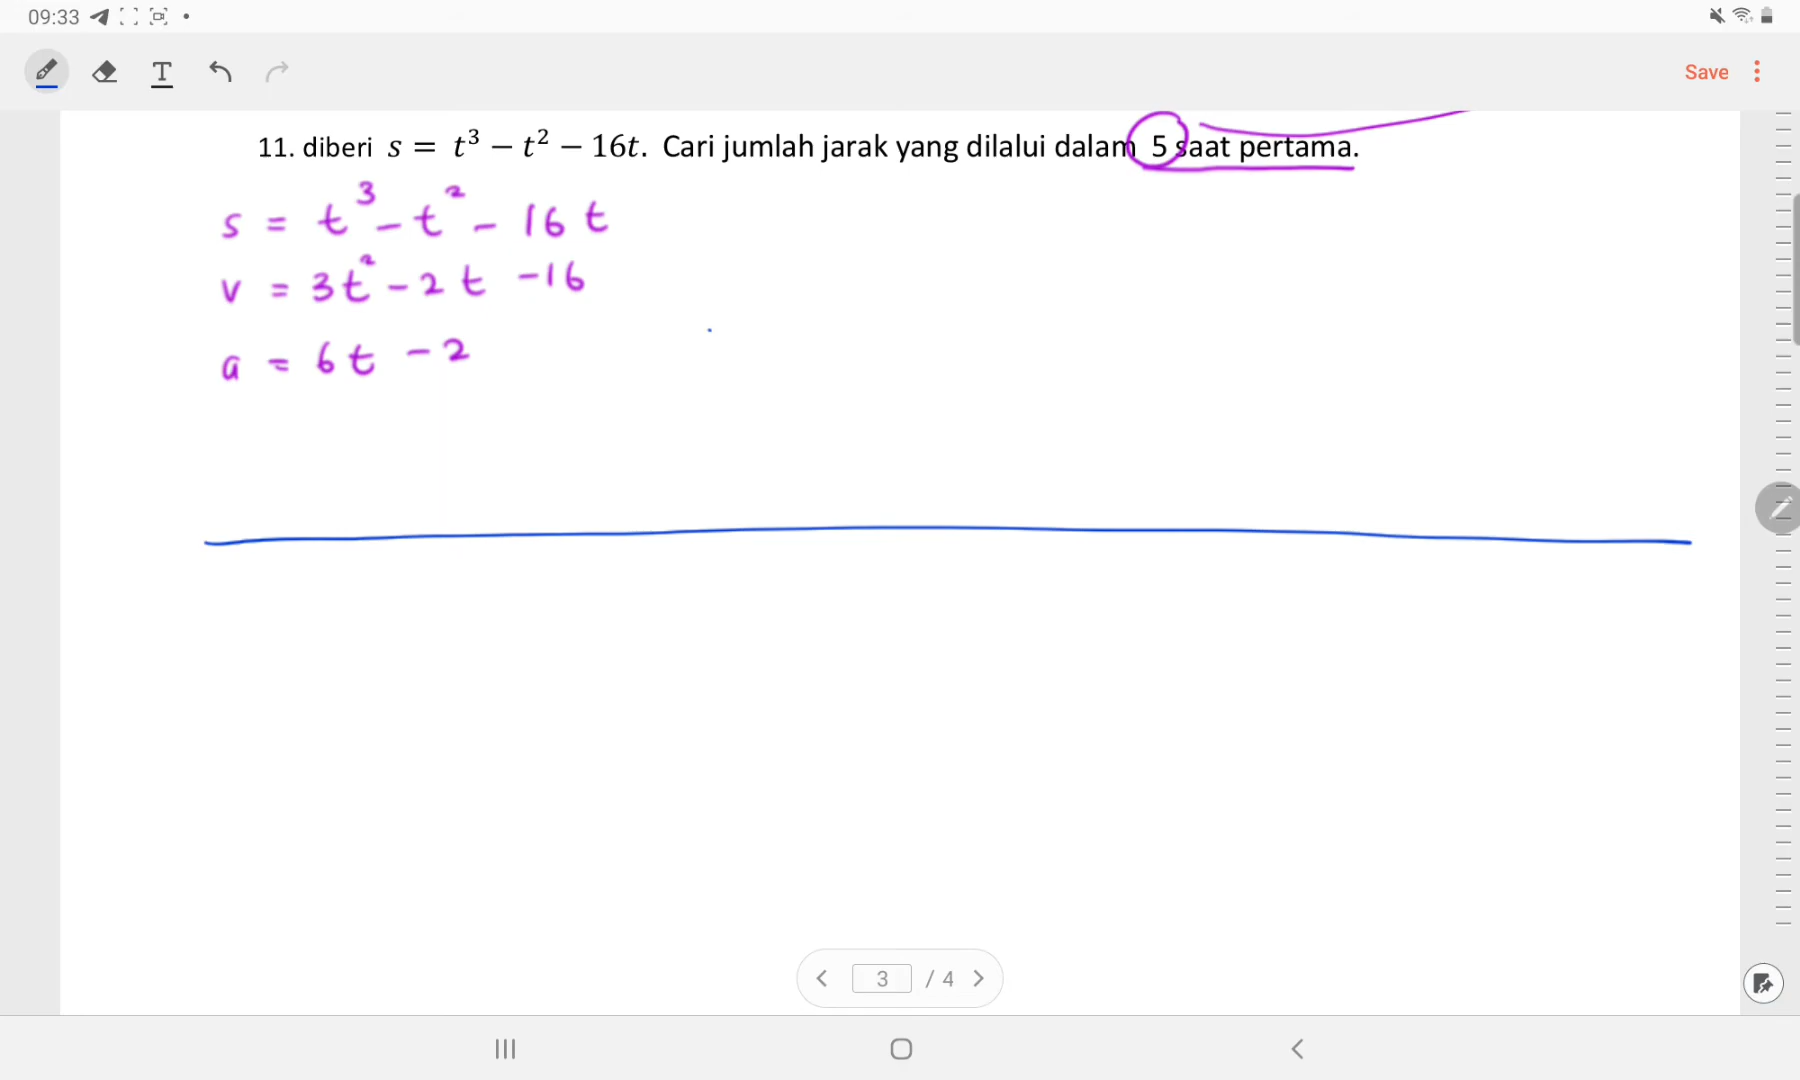 09:33
T Save
11. diberi s = t³ − t² − 16t. Cari jumlah jarak yang dilalui dalam 5 saat pertama.
s = t³ - t² - 16 t
v = 3t² - 2t -16
a = 6t - 2
3 / 4